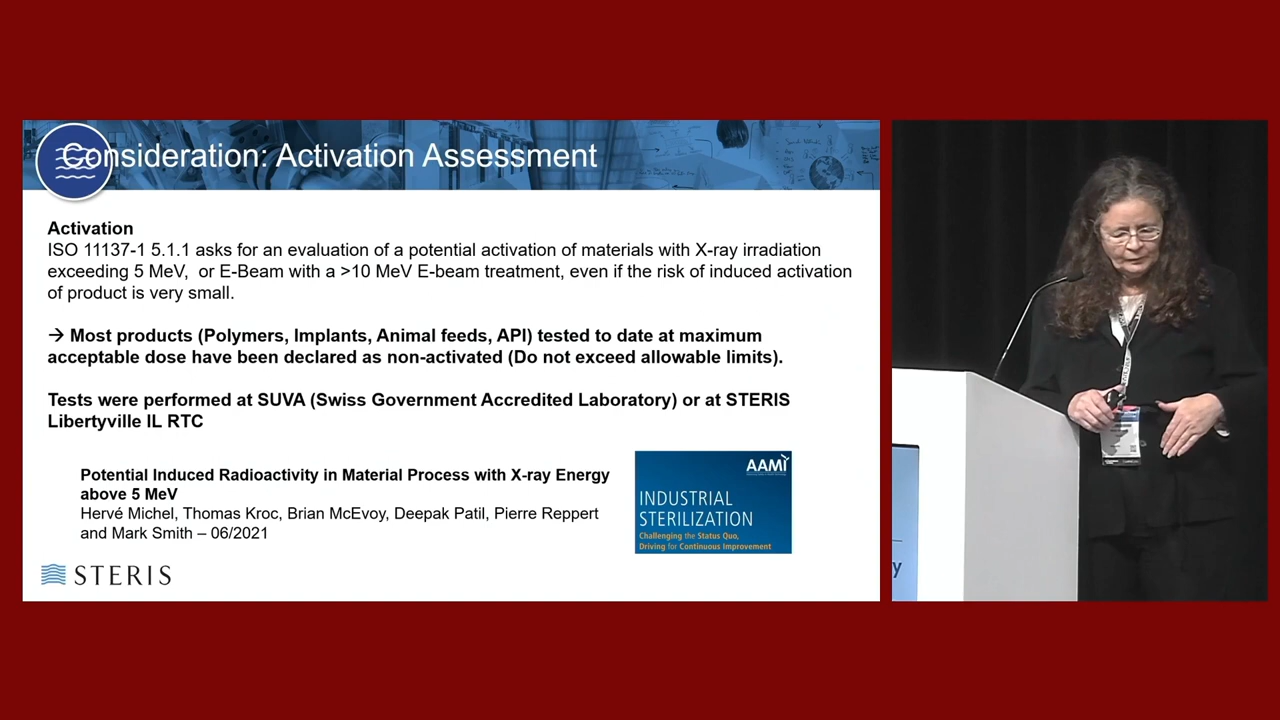 Consideration: Activation Assessment
Activation
ISO 11137-1 5.1.1 asks for an evaluation of a potential activation of materials with X-ray irradiation
exceeding 5 MeV, or E-Beam with a >10 MeV E-beam treatment, even if the risk of induced activation
of product is very small.
→ Most products (Polymers, Implants, Animal feeds, API) tested to date at maximum
acceptable dose have been declared as non-activated (Do not exceed allowable limits).
Tests were performed at SUVA (Swiss Government Accredited Laboratory) or at STERIS
Libertyville IL RTC
Potential Induced Radioactivity in Material Process with X-ray Energy
above 5 MeV
Hervé Michel, Thomas Kroc, Brian McEvoy, Deepak Patil, Pierre Reppert
and Mark Smith – 06/2021
AAMI
INDUSTRIAL
STERILIZATION
Challenging the Status Quo,
Driving for Continuous Improvement
STERIS